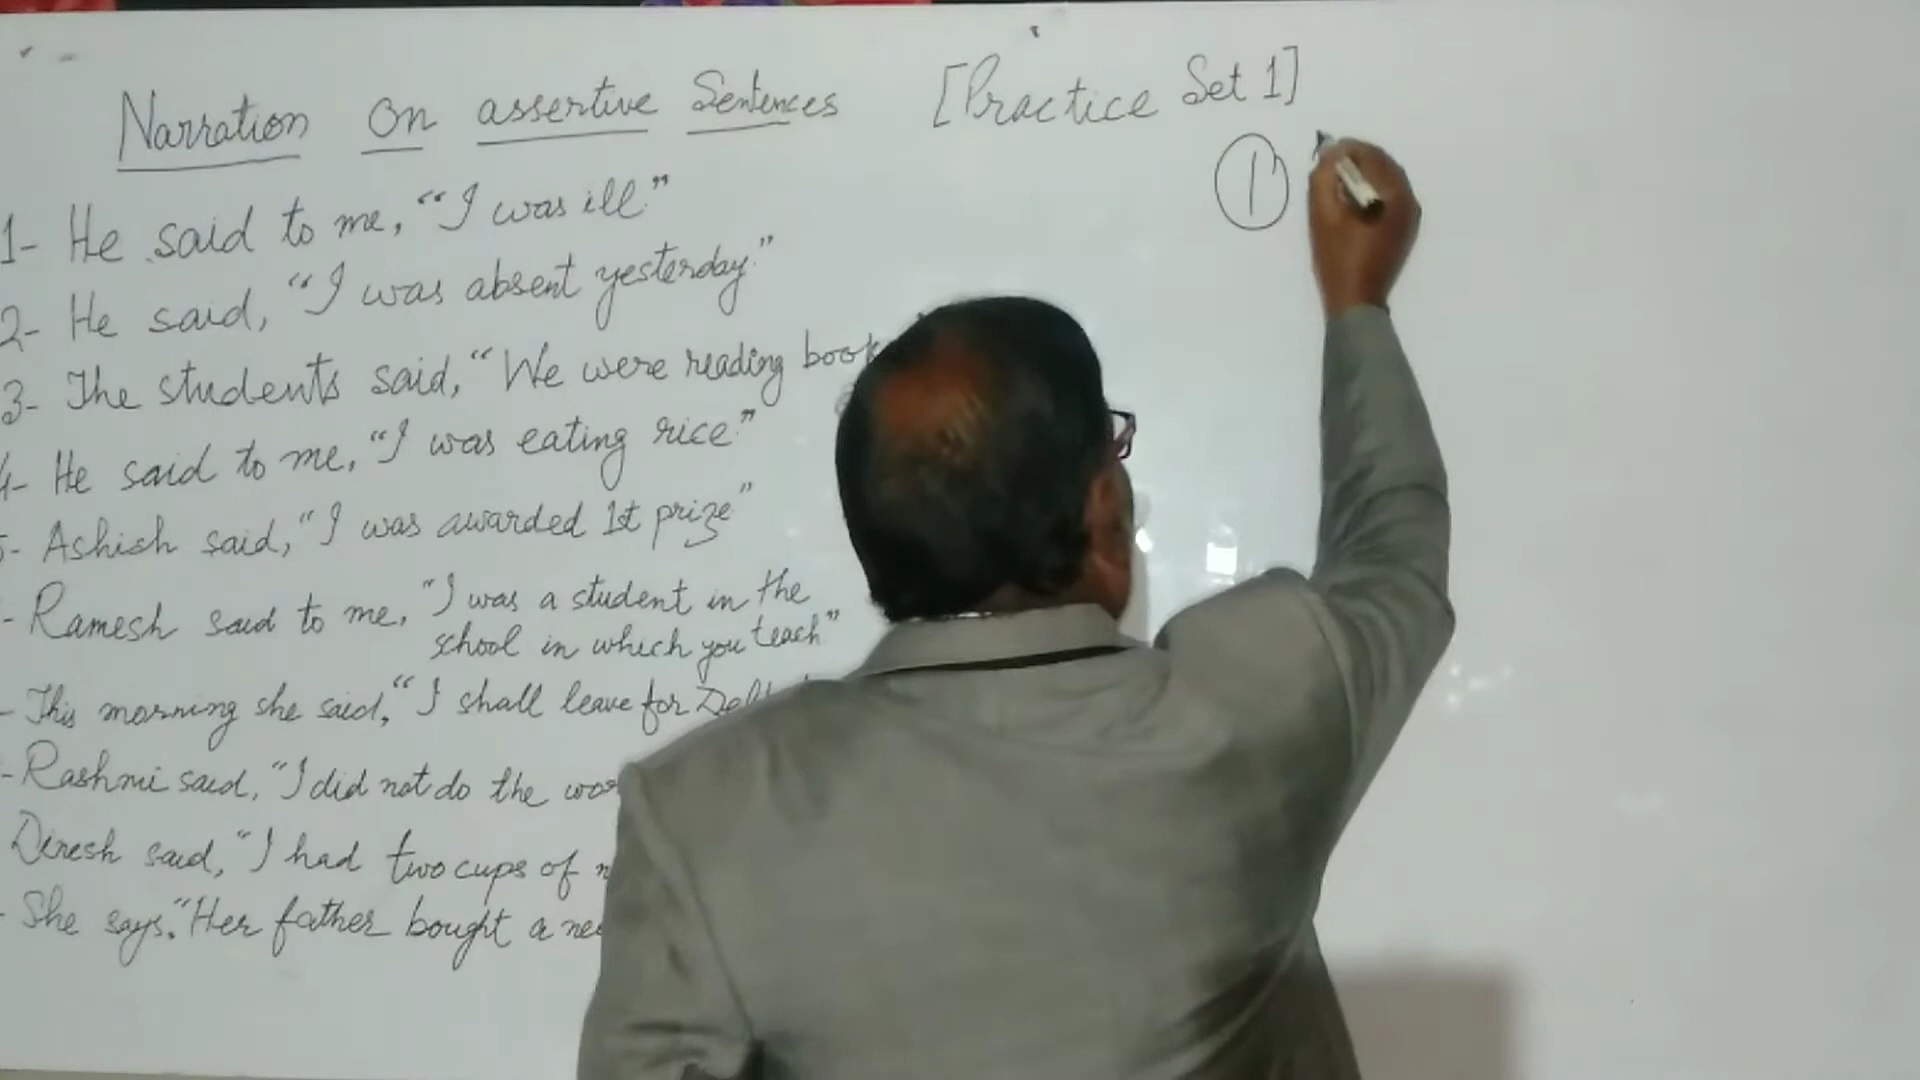 Narration on assertive Sentences [Practice Set 1]
1
1- He said to me, "I was ill."
2- He said, "I was absent yesterday."
3- The students said, "We were reading book
4- He said to me, "I was eating rice."
- Ashish said, "I was awarded 1st prize"
- Ramesh said to me, "I was a student in the
school in which you teach"
- This morning she said, "I shall leave for
- Rashmi said, "I did not do the
Dinesh said, "I had two cups of
- She says, "Her father bought a